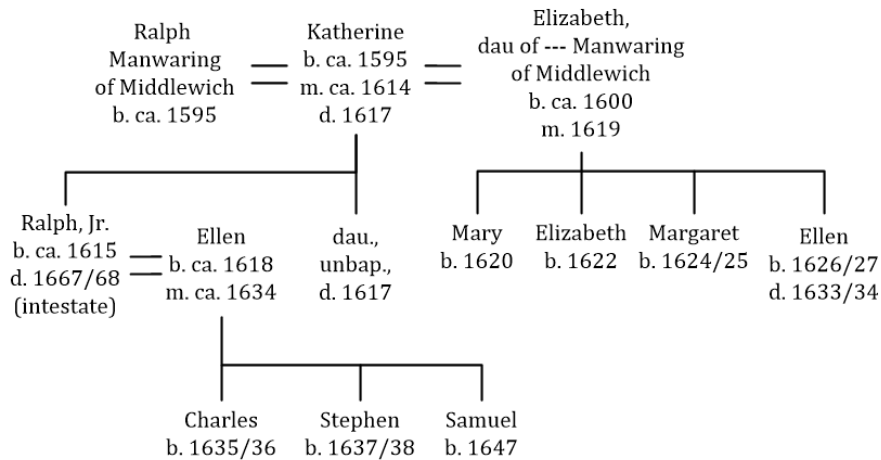 Ralph
Manwaring
of Middlewich
b. ca. 1595
Katherine
b. ca. 1595
m. ca. 1614
d. 1617
Elizabeth,
dau of --- Manwaring
of Middlewich
b. ca. 1600
m. 1619
Ralph, Jr.
b. ca. 1615
d. 1667/68
(intestate)
Ellen
b. ca. 1618
m. ca. 1634
dau.,
unbap.,
d. 1617
Mary
b. 1620
Elizabeth
b. 1622
Margaret
b. 1624/25
Ellen
b. 1626/27
d. 1633/34
Charles
b. 1635/36
Stephen
b. 1637/38
Samuel
b. 1647